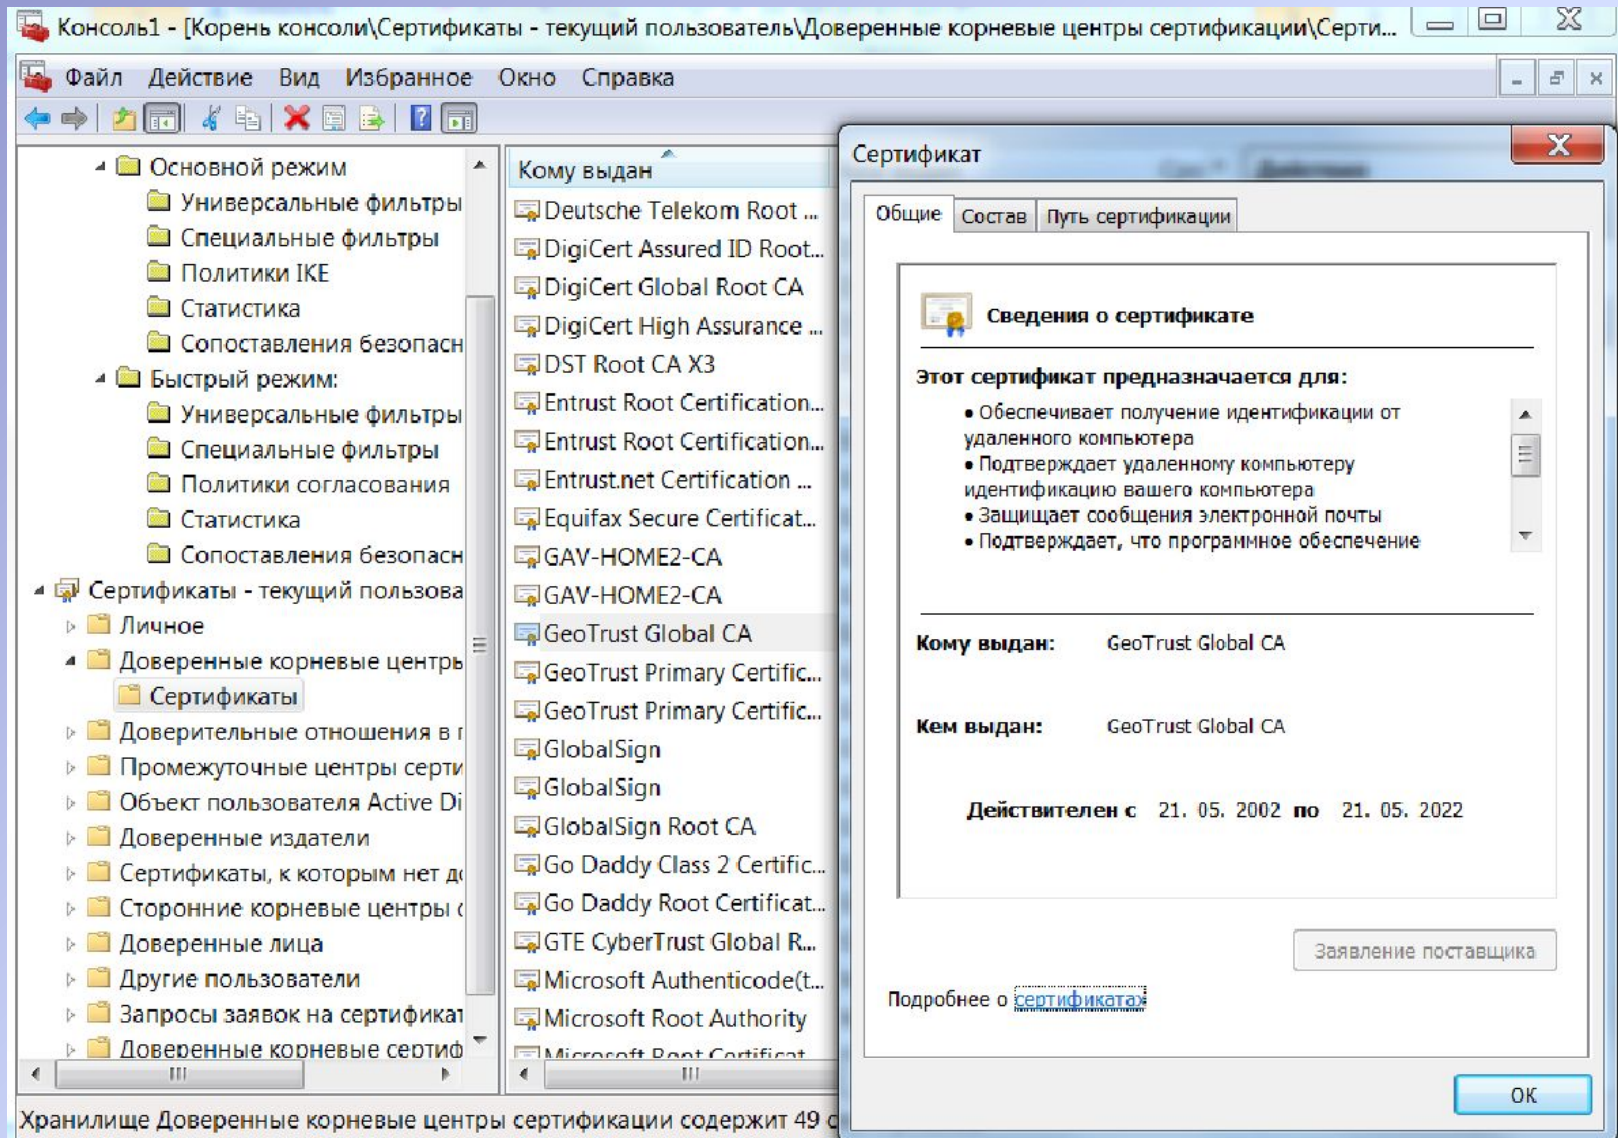 Консоль1 - [Корень консоли\Сертификаты - текущий пользователь\Доверенные корневые центры сертификации\Серти...
Файл Действие Вид Избранное Окно Справка
Основной режим
Универсальные фильтры
Специальные фильтры
Политики IKE
Статистика
Сопоставления безопасн
Быстрый режим:
Универсальные фильтры
Специальные фильтры
Политики согласования
Статистика
Сопоставления безопасн
Сертификаты - текущий пользова
Личное
Доверенные корневые центры
Сертификаты
Доверительные отношения в п
Промежуточные центры серти
Объект пользователя Active Di
Доверенные издатели
Сертификаты, к которым нет до
Сторонние корневые центры с
Доверенные лица
Другие пользователи
Запросы заявок на сертификат
Доверенные корневые сертиф
Кому выдан
Deutsche Telekom Root ...
DigiCert Assured ID Root...
DigiCert Global Root CA
DigiCert High Assurance ...
DST Root CA X3
Entrust Root Certification...
Entrust Root Certification...
Entrust.net Certification ...
Equifax Secure Certificat...
GAV-HOME2-CA
GAV-HOME2-CA
GeoTrust Global CA
GeoTrust Primary Certific...
GeoTrust Primary Certific...
GlobalSign
GlobalSign
GlobalSign Root CA
Go Daddy Class 2 Certific...
Go Daddy Root Certificat...
GTE CyberTrust Global R...
Microsoft Authenticode(t...
Microsoft Root Authority
Microsoft Root Certificat
Хранилище Доверенные корневые центры сертификации содержит 49 с
Сертификат
Общие Состав Путь сертификации
Сведения о сертификате
Этот сертификат предназначается для:
• Обеспечивает получение идентификации от
удаленного компьютера
• Подтверждает удаленному компьютеру
идентификацию вашего компьютера
• Защищает сообщения электронной почты
• Подтверждает, что программное обеспечение
Кому выдан: GeoTrust Global CA
Кем выдан: GeoTrust Global CA
Действителен с 21. 05. 2002 по 21. 05. 2022
Заявление поставщика
Подробнее о сертификатах
ОК